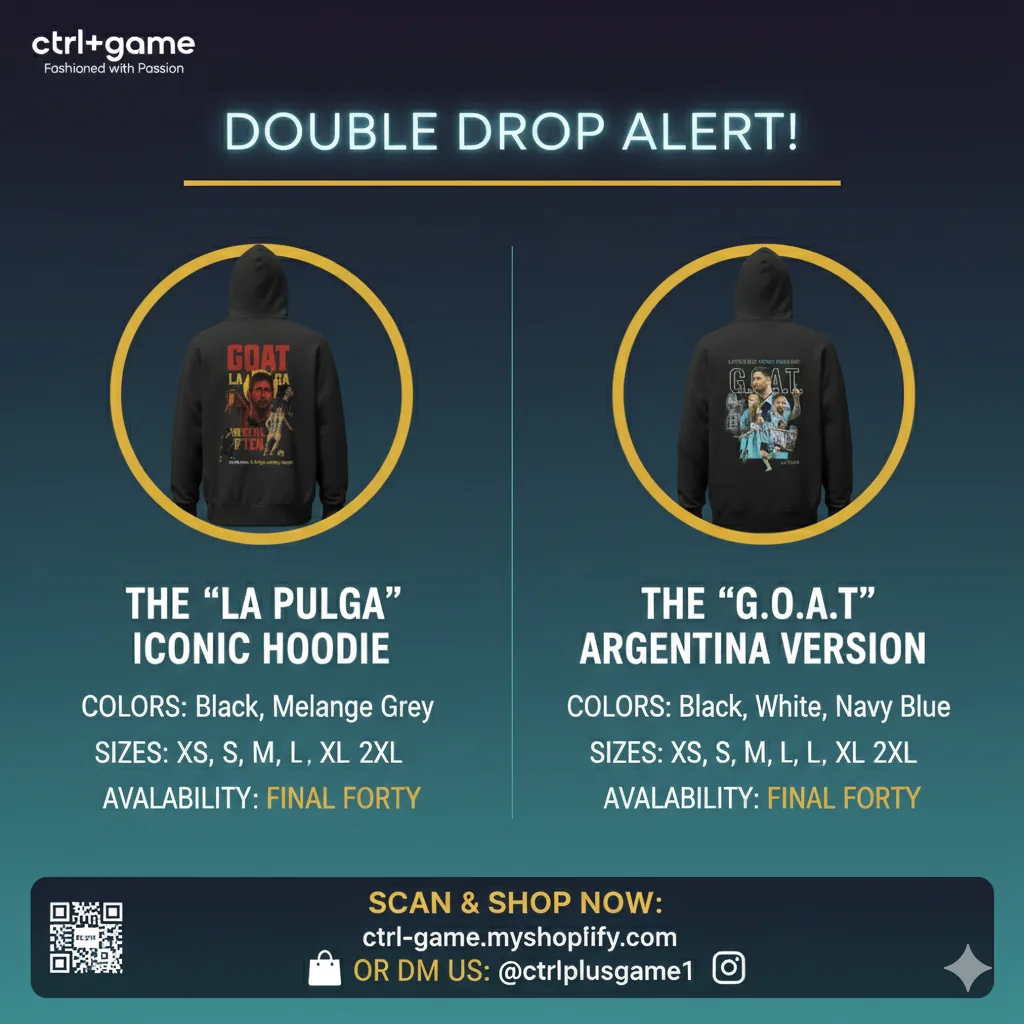 ctrl+game
Fashioned with Passion
DOUBLE DROP ALERT!
GOAT
LA
G.O.A.T.
THE “LA PULGA”
ICONIC HOODIE
COLORS: Black, Melange Grey
SIZES: XS, S, M, L, XL 2XL
AVALABILITY: FINAL FORTY
THE “G.O.A.T”
ARGENTINA VERSION
COLORS: Black, White, Navy Blue
SIZES: XS, S, M, L, L, XL 2XL
AVALABILITY: FINAL FORTY
SCAN & SHOP NOW:
ctrl-game.myshoplify.com
OR DM US: @ctrlplusgame1